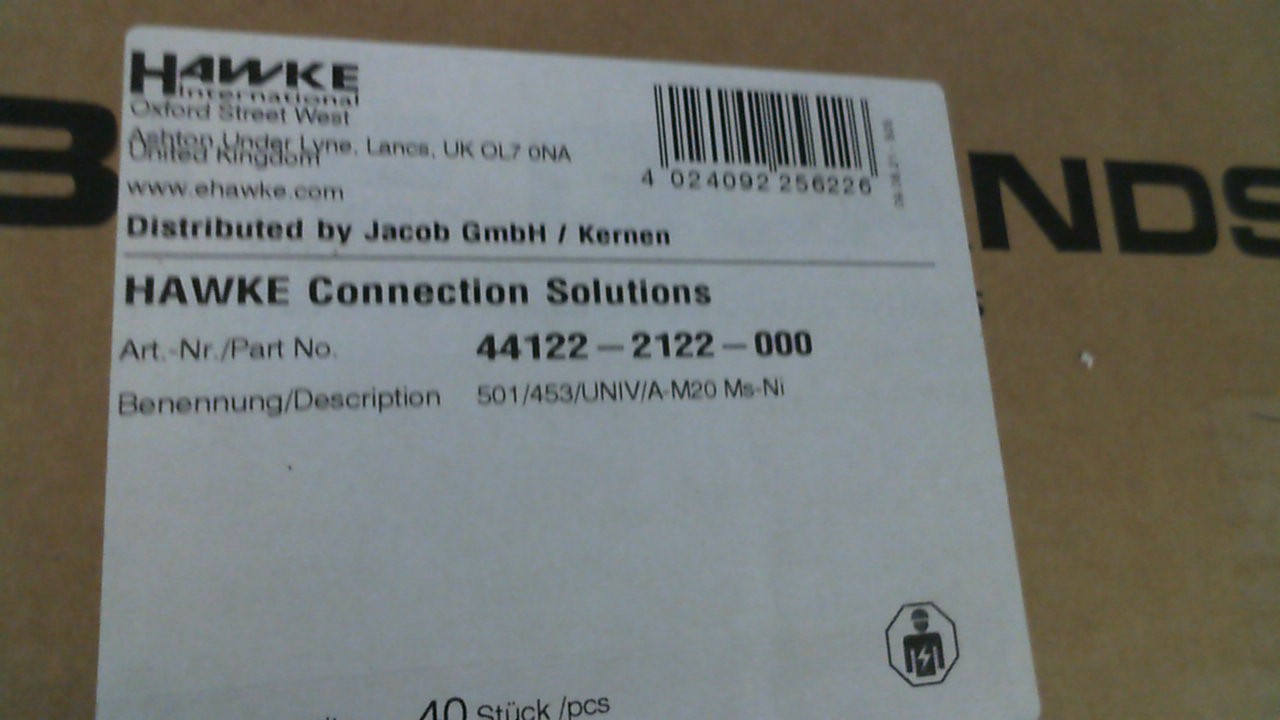 HAWKE
International
Oxford Street West
Ashton Under Lyne, Lancs, UK OL7 0NA
United Kingdom
www.ehawke.com
4 024092 256226
Distributed by Jacob GmbH / Kernen
HAWKE Connection Solutions
Art.-Nr./Part No. 44122-2122-000
Benennung/Description 501/453/UNIV/A-M20 Ms-Ni
40 Stück/pcs
B
NDS